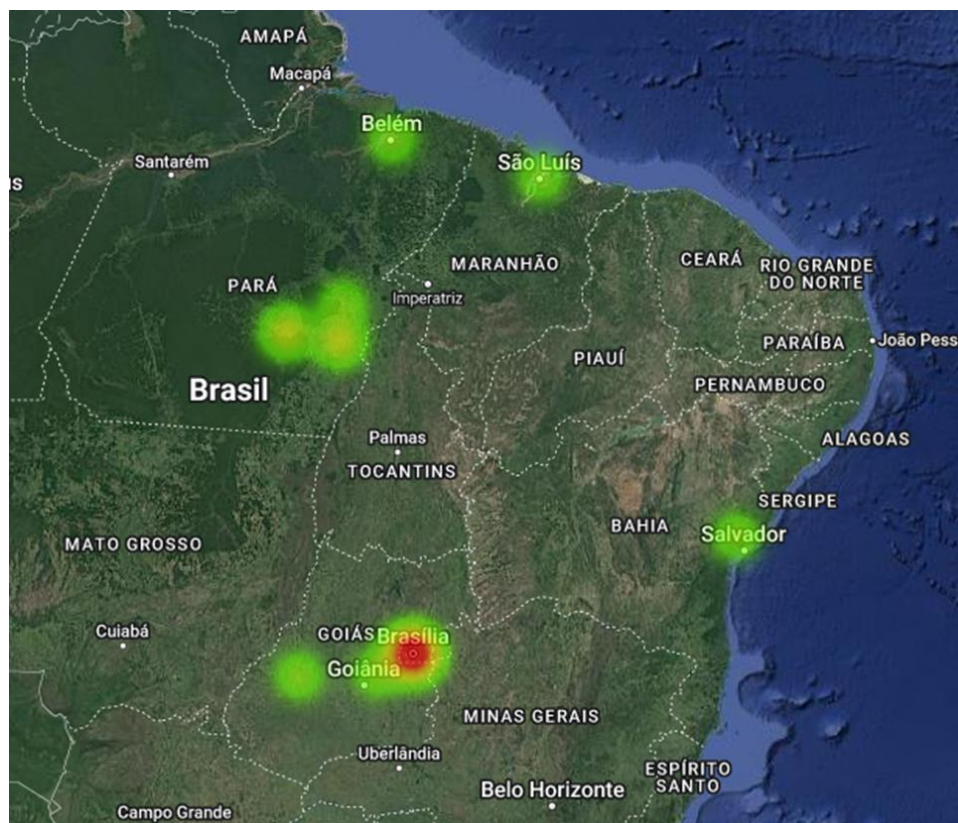 AMAPÁ
Macapá
Belém
Santarém
São Luís
IS
MARANHÃO
CEARÁ
RIO GRANDE
DO NORTE
PARÁ
Imperatriz
PARAÍBA
João Pess
PIAUÍ
Brasil
PERNAMBUCO
Palmas
ALAGOAS
TOCANTINS
SERGIPE
BAHIA
Salvador
MATO GROSSO
Cuiabá
GOIÁS
Brasília
Goiânia
MINAS GERAIS
Uberlândia
ESPÍRITO
SANTO
Belo Horizonte
Campo Grande